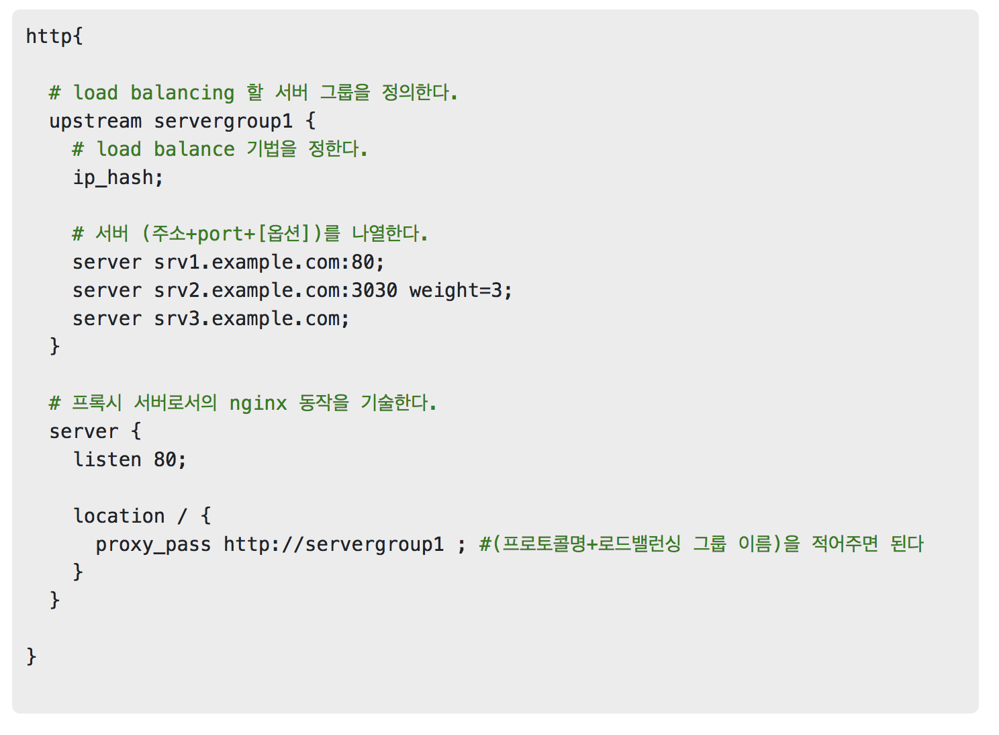 http{
# load balancing 할 서버 그룹을 정의한다.
upstream servergroup1 {
# load balance 기법을 정한다.
ip_hash;
# 서버 (주소+port+[옵션])를 나열한다.
server srv1.example.com:80;
server srv2.example.com:3030 weight=3;
server srv3.example.com;
}
# 프록시 서버로서의 nginx 동작을 기술한다.
server {
listen 80;
location / {
proxy_pass http://servergroup1 ; #(프로토콜명+로드밸런싱 그룹 이름)을 적어주면 된다
}
}
}